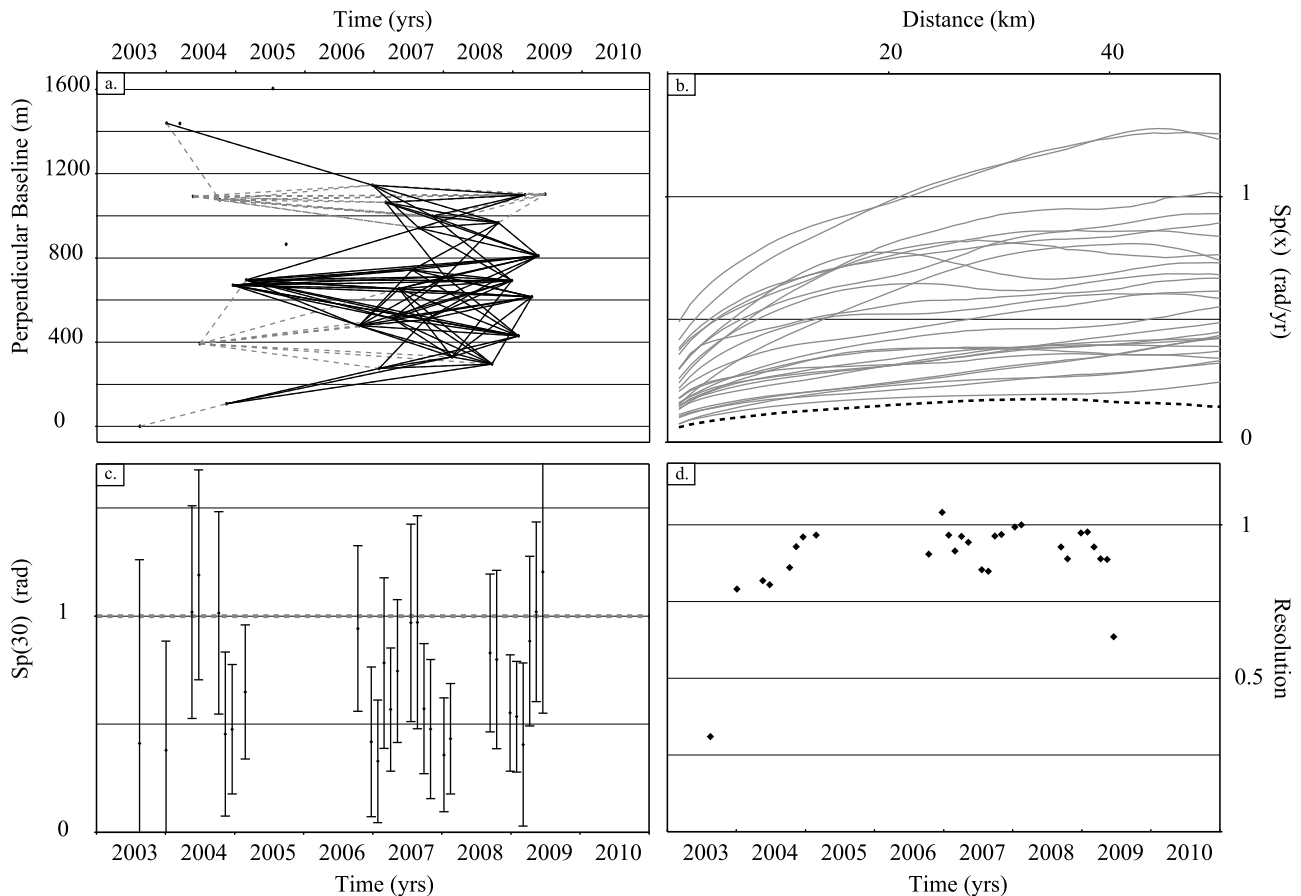 Time (yrs)
2003 2004 2005 2006 2007 2008 2009 2010
Distance (km)
20 40
a.
1600
1200
800
400
0
Perpendicular Baseline (m)
b.
1
0
Sp(x) (rad/yr)
c.
1
0
Sp(30) (rad)
2003 2004 2005 2006 2007 2008 2009 2010
Time (yrs)
d.
1
0.5
Resolution
2003 2004 2005 2006 2007 2008 2009 2010
Time (yrs)